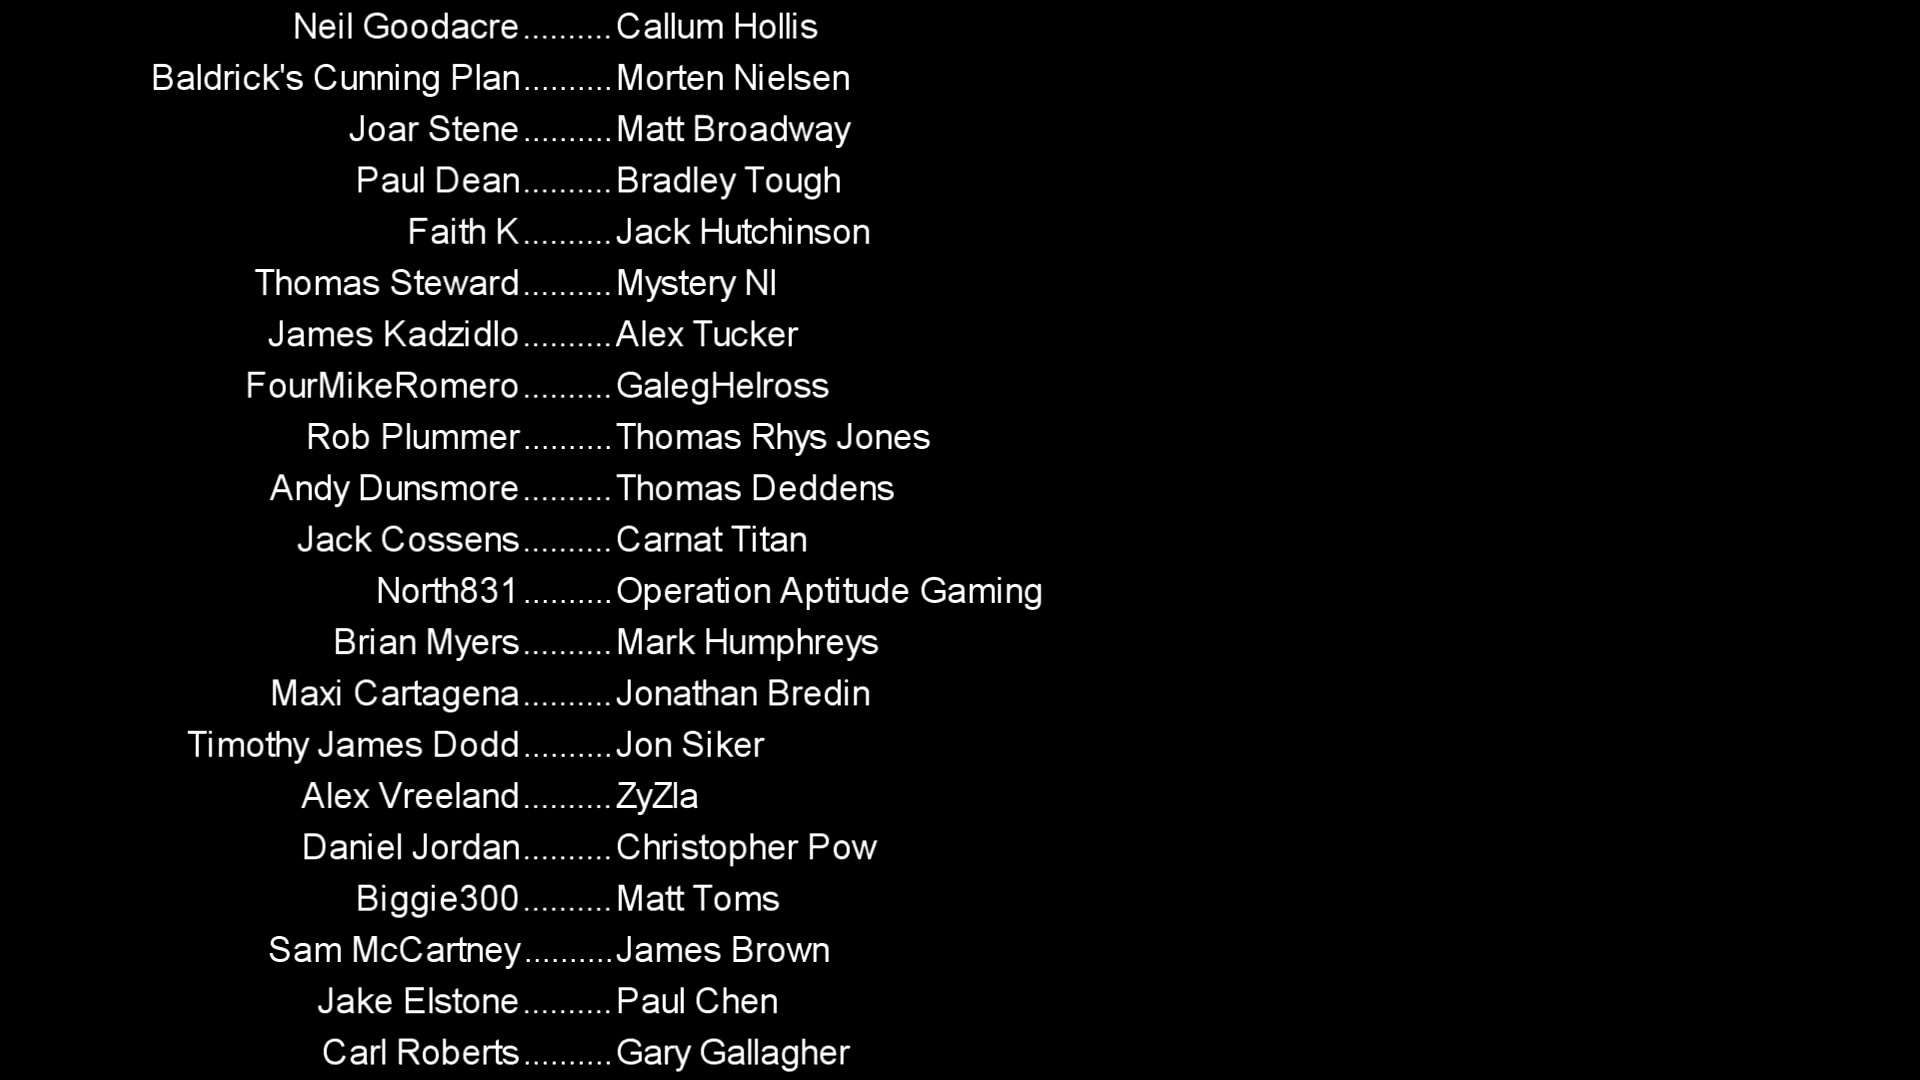 Neil Goodacre..........Callum Hollis
Baldrick's Cunning Plan..........Morten Nielsen
Joar Stene..........Matt Broadway
Paul Dean..........Bradley Tough
Faith K..........Jack Hutchinson
Thomas Steward..........Mystery Nl
James Kadzidlo..........Alex Tucker
FourMikeRomero..........GalegHelross
Rob Plummer..........Thomas Rhys Jones
Andy Dunsmore..........Thomas Deddens
Jack Cossens..........Carnat Titan
North831..........Operation Aptitude Gaming
Brian Myers..........Mark Humphreys
Maxi Cartagena..........Jonathan Bredin
Timothy James Dodd..........Jon Siker
Alex Vreeland..........ZyZla
Daniel Jordan..........Christopher Pow
Biggie300..........Matt Toms
Sam McCartney..........James Brown
Jake Elstone..........Paul Chen
Carl Roberts..........Gary Gallagher